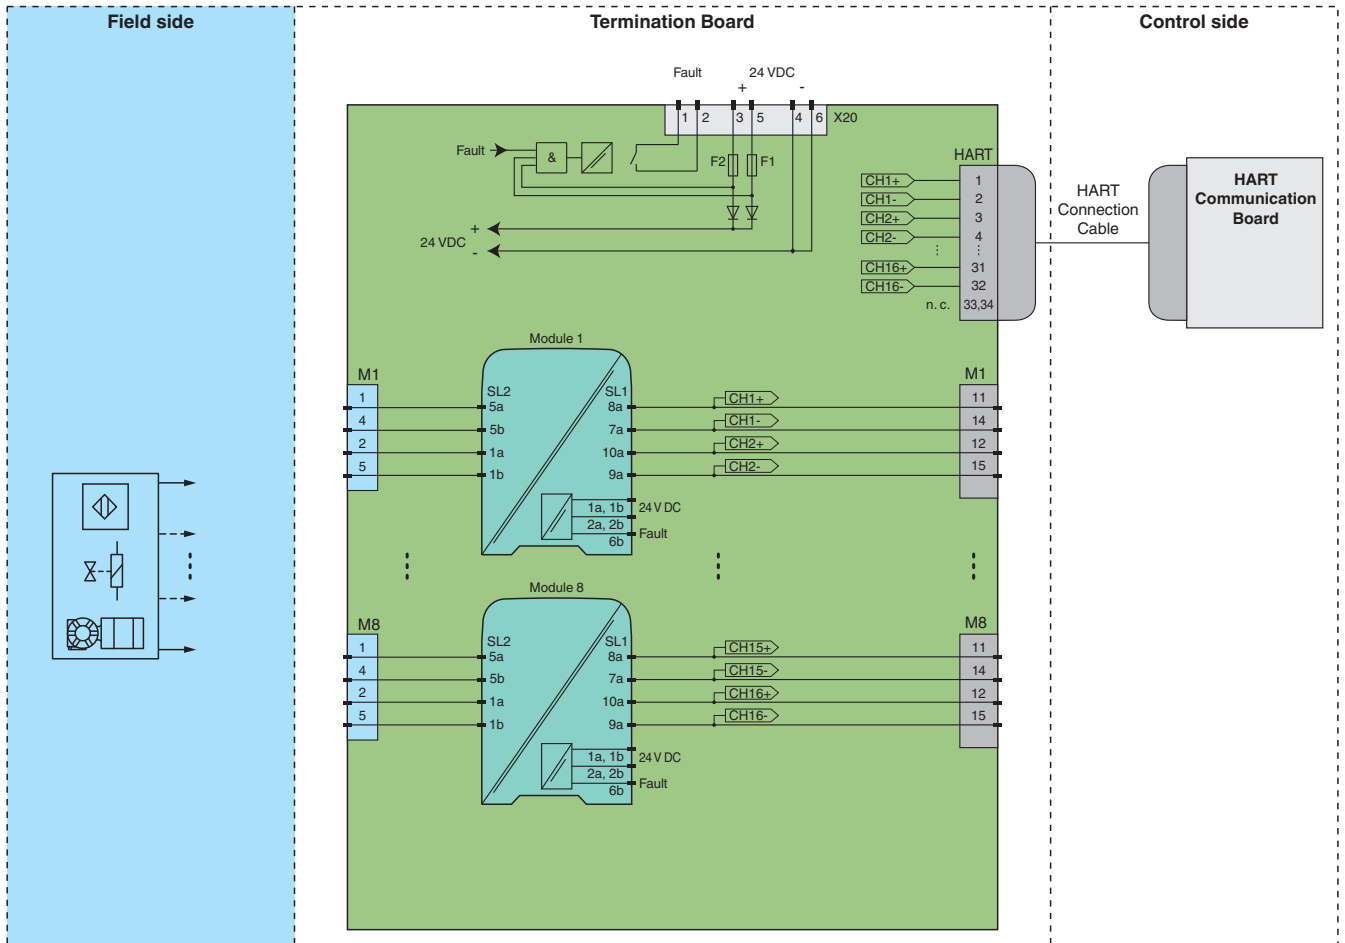 Field side
Termination Board
Control side
Fault 24 VDC
+ -
1 2 3 5 4 6 X20
Fault & F2 F1
HART
CH1+ 1
CH1- 2
CH2+ 3
CH2- 4
CH16+ 31
CH16- 32
n. c. 33,34
+
24 VDC
-
HART
Connection
Cable
HART
Communication
Board
Module 1
M1 M1
SL2 SL1
1 5a 8a CH1+ 11
4 5b 7a CH1- 14
2 1a 10a CH2+ 12
5 1b 9a CH2- 15
1a, 1b 24 V DC
2a, 2b
6b Fault
Module 8
M8 M8
SL2 SL1
1 5a 8a CH15+ 11
4 5b 7a CH15- 14
2 1a 10a CH16+ 12
5 1b 9a CH16- 15
1a, 1b 24 V DC
2a, 2b
6b Fault